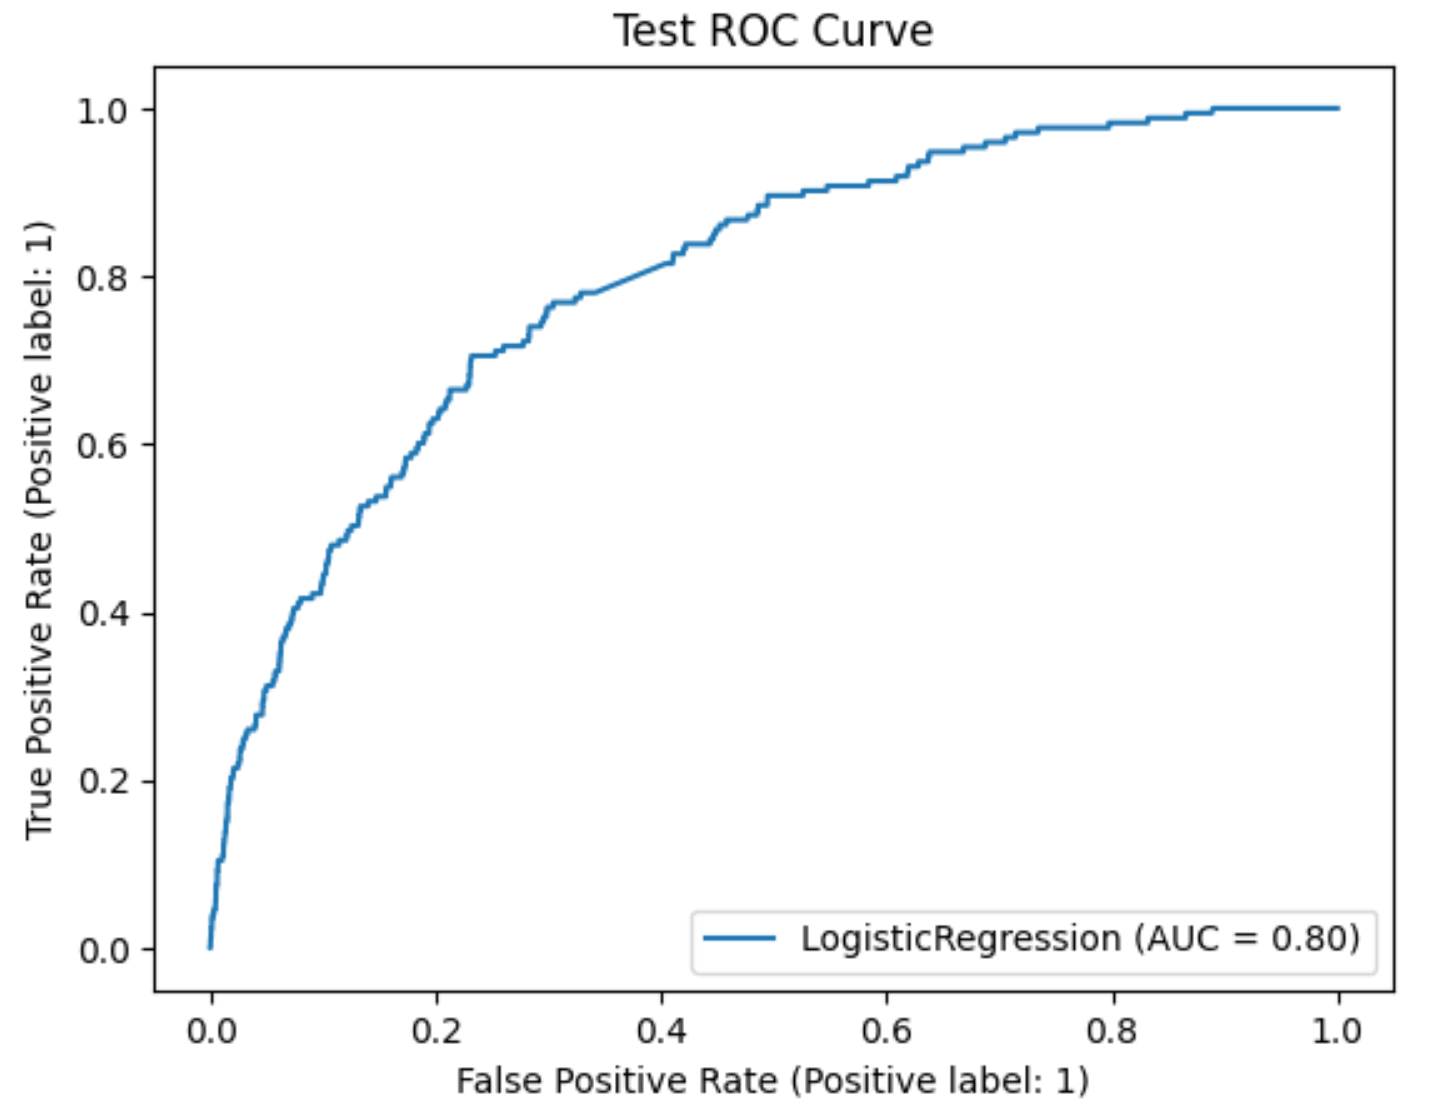 Test ROC Curve
True Positive Rate (Positive label: 1)
1.0
0.8
0.6
0.4
0.2
0.0
LogisticRegression (AUC = 0.80)
0.0 0.2 0.4 0.6 0.8 1.0
False Positive Rate (Positive label: 1)